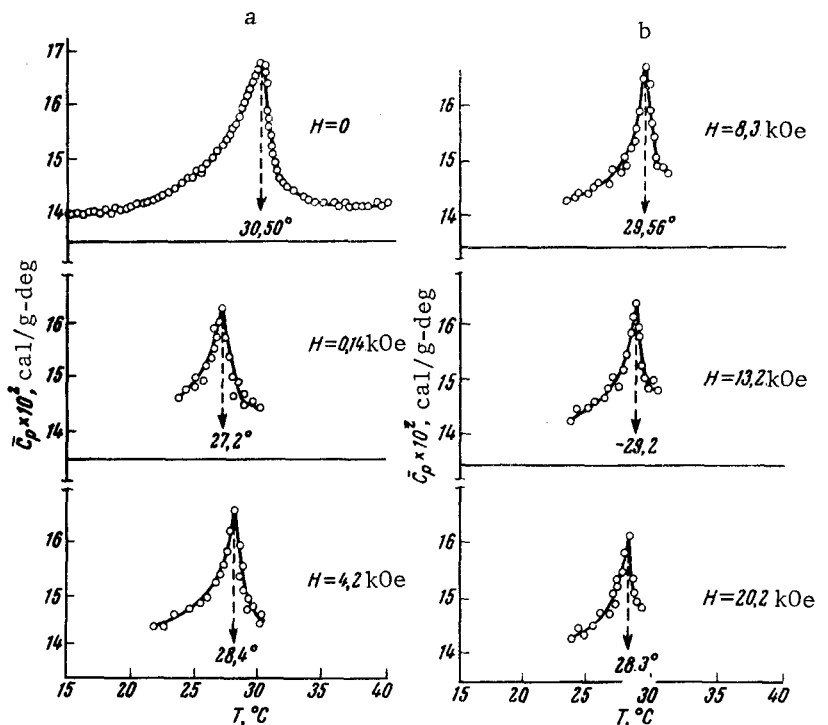 a
17
16
15
14
H=0
30,50°
16
15
14
H=0,14 kOe
27,2°
16
15
14
H=4,2 kOe
28,4°
15 20 25 30 35 40
T, °C
C̄p×10², cal/g-deg
b
16
15
14
H=8,3 kOe
29,56°
16
15
14
H=13,2 kOe
-29,2
16
15
14
H=20,2 kOe
28.3°
15 20 25 30 35 40
T, °C
C̄p×10², cal/g-deg